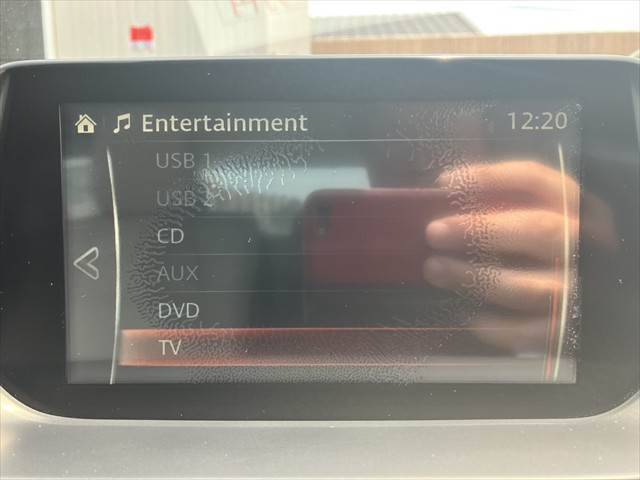 Entertainment
12:20
USB 1
USB 2
CD
AUX
DVD
TV